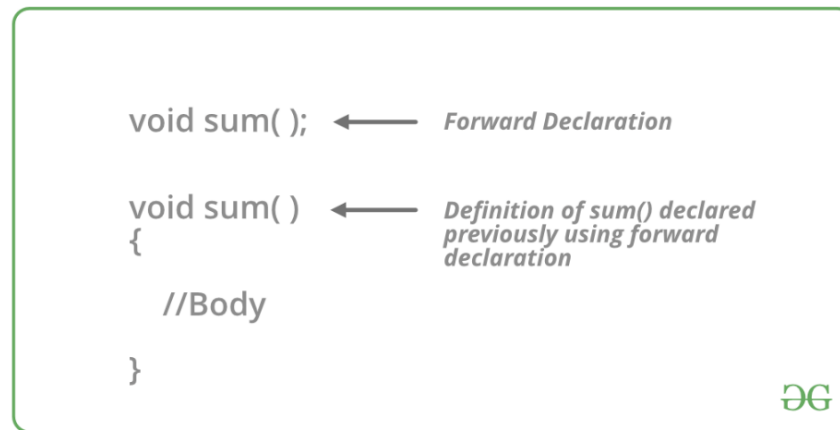 void sum( ); Forward Declaration
void sum( ) Definition of sum() declared
{ previously using forward
declaration
//Body
}
GG